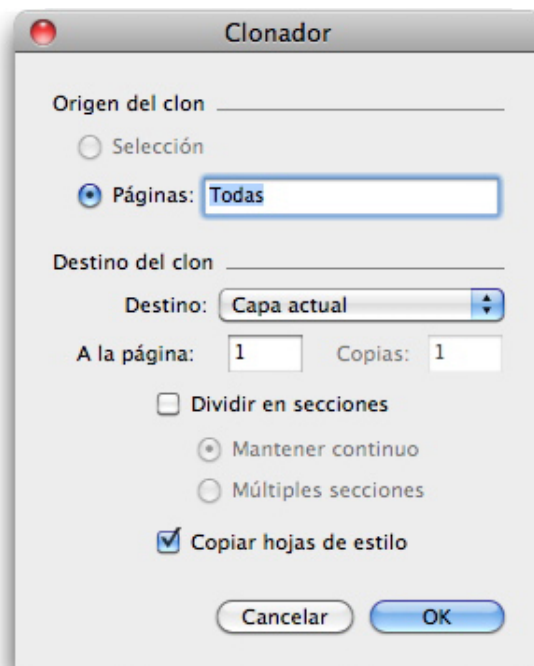 Clonador
Origen del clon
Selección
Páginas: Todas
Destino del clon
Destino: Capa actual
A la página: 1 Copias: 1
Dividir en secciones
Mantener continuo
Múltiples secciones
Copiar hojas de estilo
Cancelar OK